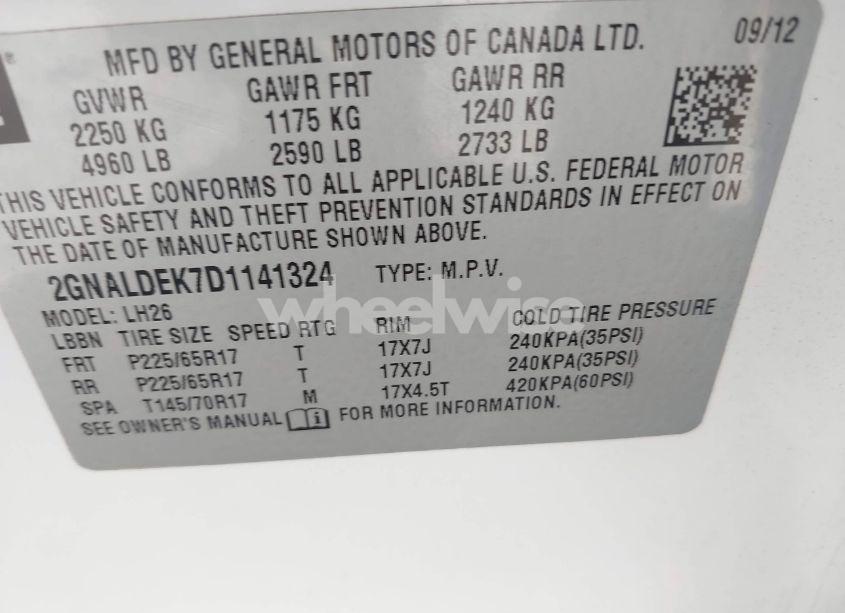 MFD BY GENERAL MOTORS OF CANADA LTD. 09/12
®
GVWR GAWR FRT GAWR RR
2250 KG 1175 KG 1240 KG
4960 LB 2590 LB 2733 LB
THIS VEHICLE CONFORMS TO ALL APPLICABLE U.S. FEDERAL MOTOR
VEHICLE SAFETY AND THEFT PREVENTION STANDARDS IN EFFECT ON
THE DATE OF MANUFACTURE SHOWN ABOVE.
2GNALDEK7D1141324 TYPE: M.P.V.
wheelwise
MODEL: LH26
LBBN TIRE SIZE SPEED RTG RIM COLD TIRE PRESSURE
FRT P225/65R17 T 17X7J 240KPA(35PSI)
RR P225/65R17 T 17X7J 240KPA(35PSI)
SPA T145/70R17 M 17X4.5T 420KPA(60PSI)
SEE OWNER'S MANUAL FOR MORE INFORMATION.